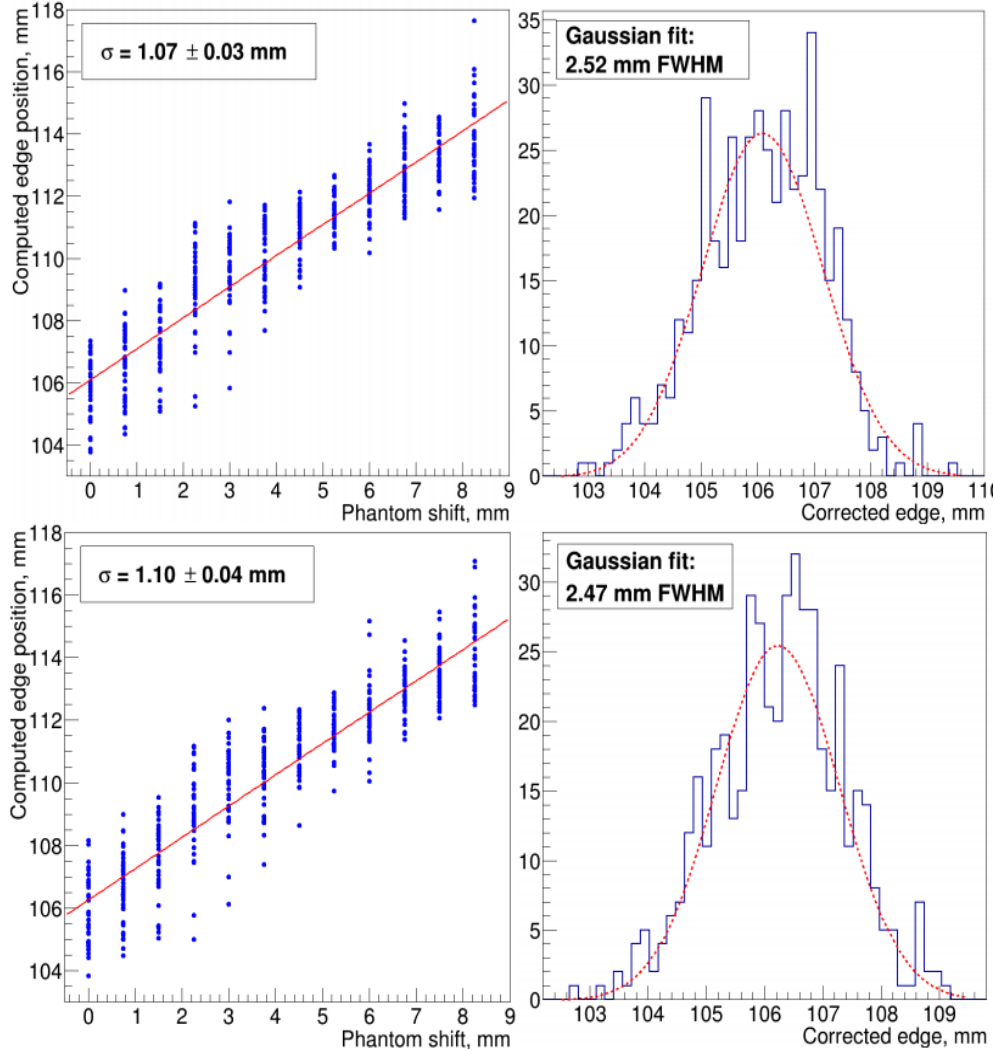 118
116
114
112
110
108
106
104
Computed edge position, mm
σ = 1.07 ± 0.03 mm
0 1 2 3 4 5 6 7 8 9
Phantom shift, mm
35
30
25
20
15
10
5
0
Gaussian fit:
2.52 mm FWHM
103 104 105 106 107 108 109 110
Corrected edge, mm
118
116
114
112
110
108
106
104
Computed edge position, mm
σ = 1.10 ± 0.04 mm
0 1 2 3 4 5 6 7 8 9
Phantom shift, mm
30
25
20
15
10
5
0
Gaussian fit:
2.47 mm FWHM
103 104 105 106 107 108 109
Corrected edge, mm